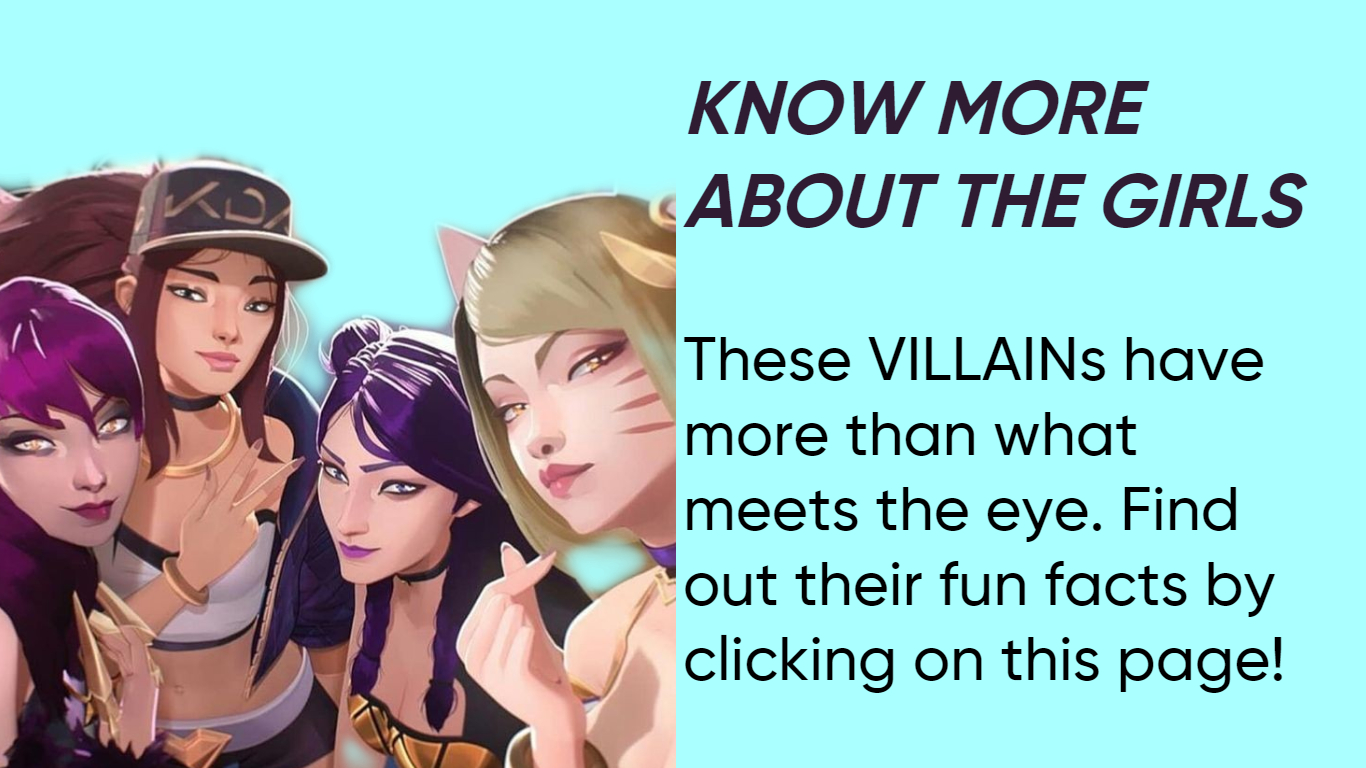 KDA
KNOW MORE
ABOUT THE GIRLS
These VILLAINs have
more than what
meets the eye. Find
out their fun facts by
clicking on this page!